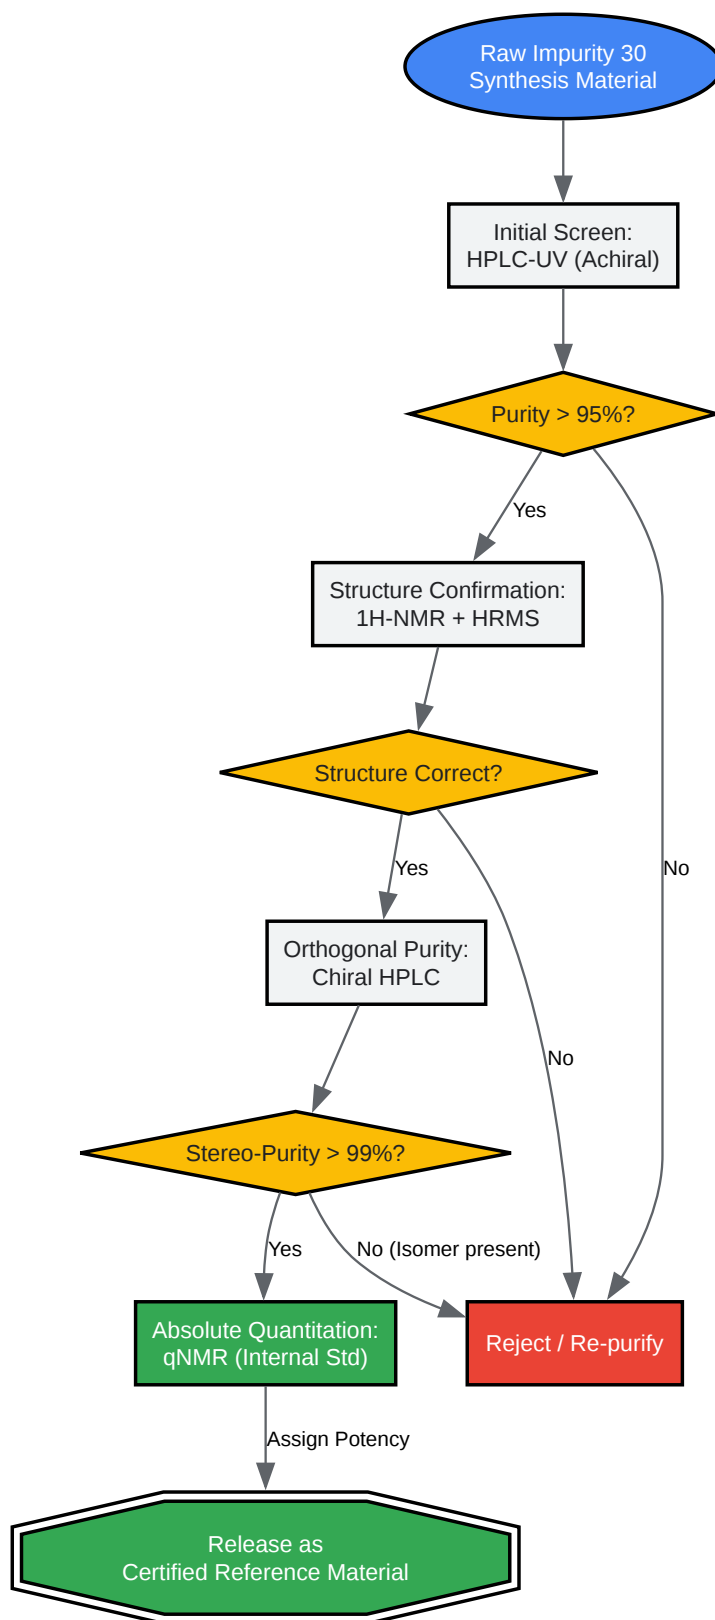 Raw Impurity 30
Synthesis Material
Initial Screen:
HPLC-UV (Achiral)
Purity > 95%?
Yes
Structure Confirmation:
1H-NMR + HRMS
Structure Correct?
Yes
No
Orthogonal Purity:
Chiral HPLC
No
Stereo-Purity > 99%?
Yes
No (Isomer present)
Absolute Quantitation:
qNMR (Internal Std)
Reject / Re-purify
Assign Potency
Release as
Certified Reference Material